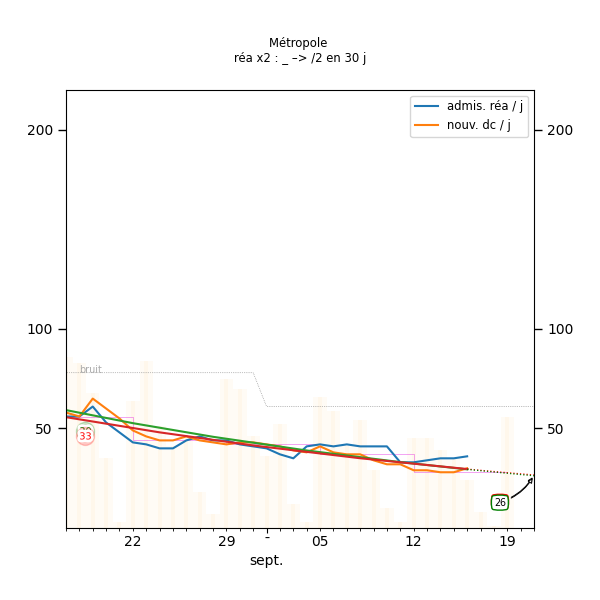 Métropole
réa x2 : _ –> /2 en 30 j
admis. réa / j
nouv. dc / j
200
200
100
100
bruit
50
33
50
26
22
29
-
05
12
19
sept.